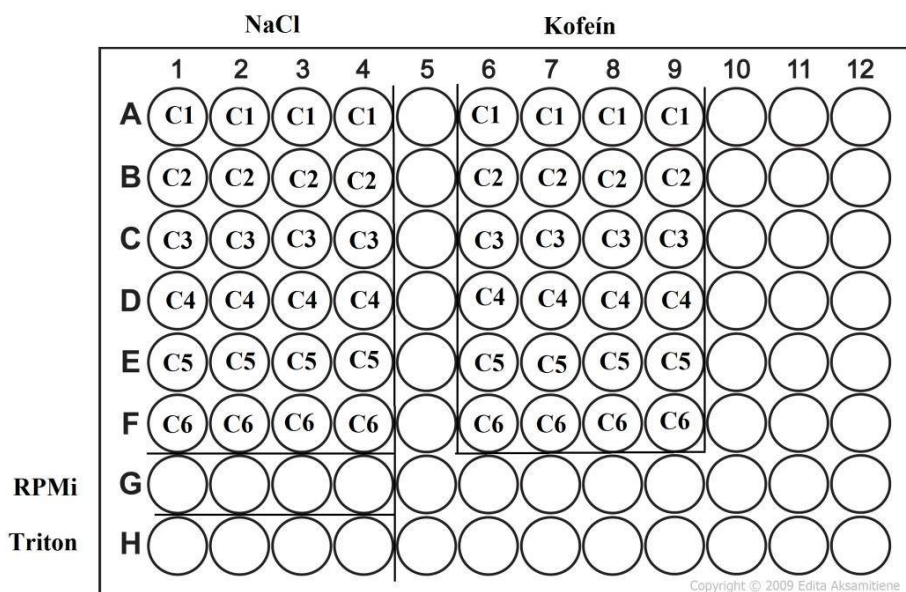 NaCl Kofeín
1 2 3 4 5 6 7 8 9 10 11 12
A C1 C1 C1 C1 C1 C1 C1 C1
B C2 C2 C2 C2 C2 C2 C2 C2
C C3 C3 C3 C3 C3 C3 C3 C3
D C4 C4 C4 C4 C4 C4 C4 C4
E C5 C5 C5 C5 C5 C5 C5 C5
F C6 C6 C6 C6 C6 C6 C6 C6
RPMi G
Triton H
Copyright © 2009 Edita Aksamitiene